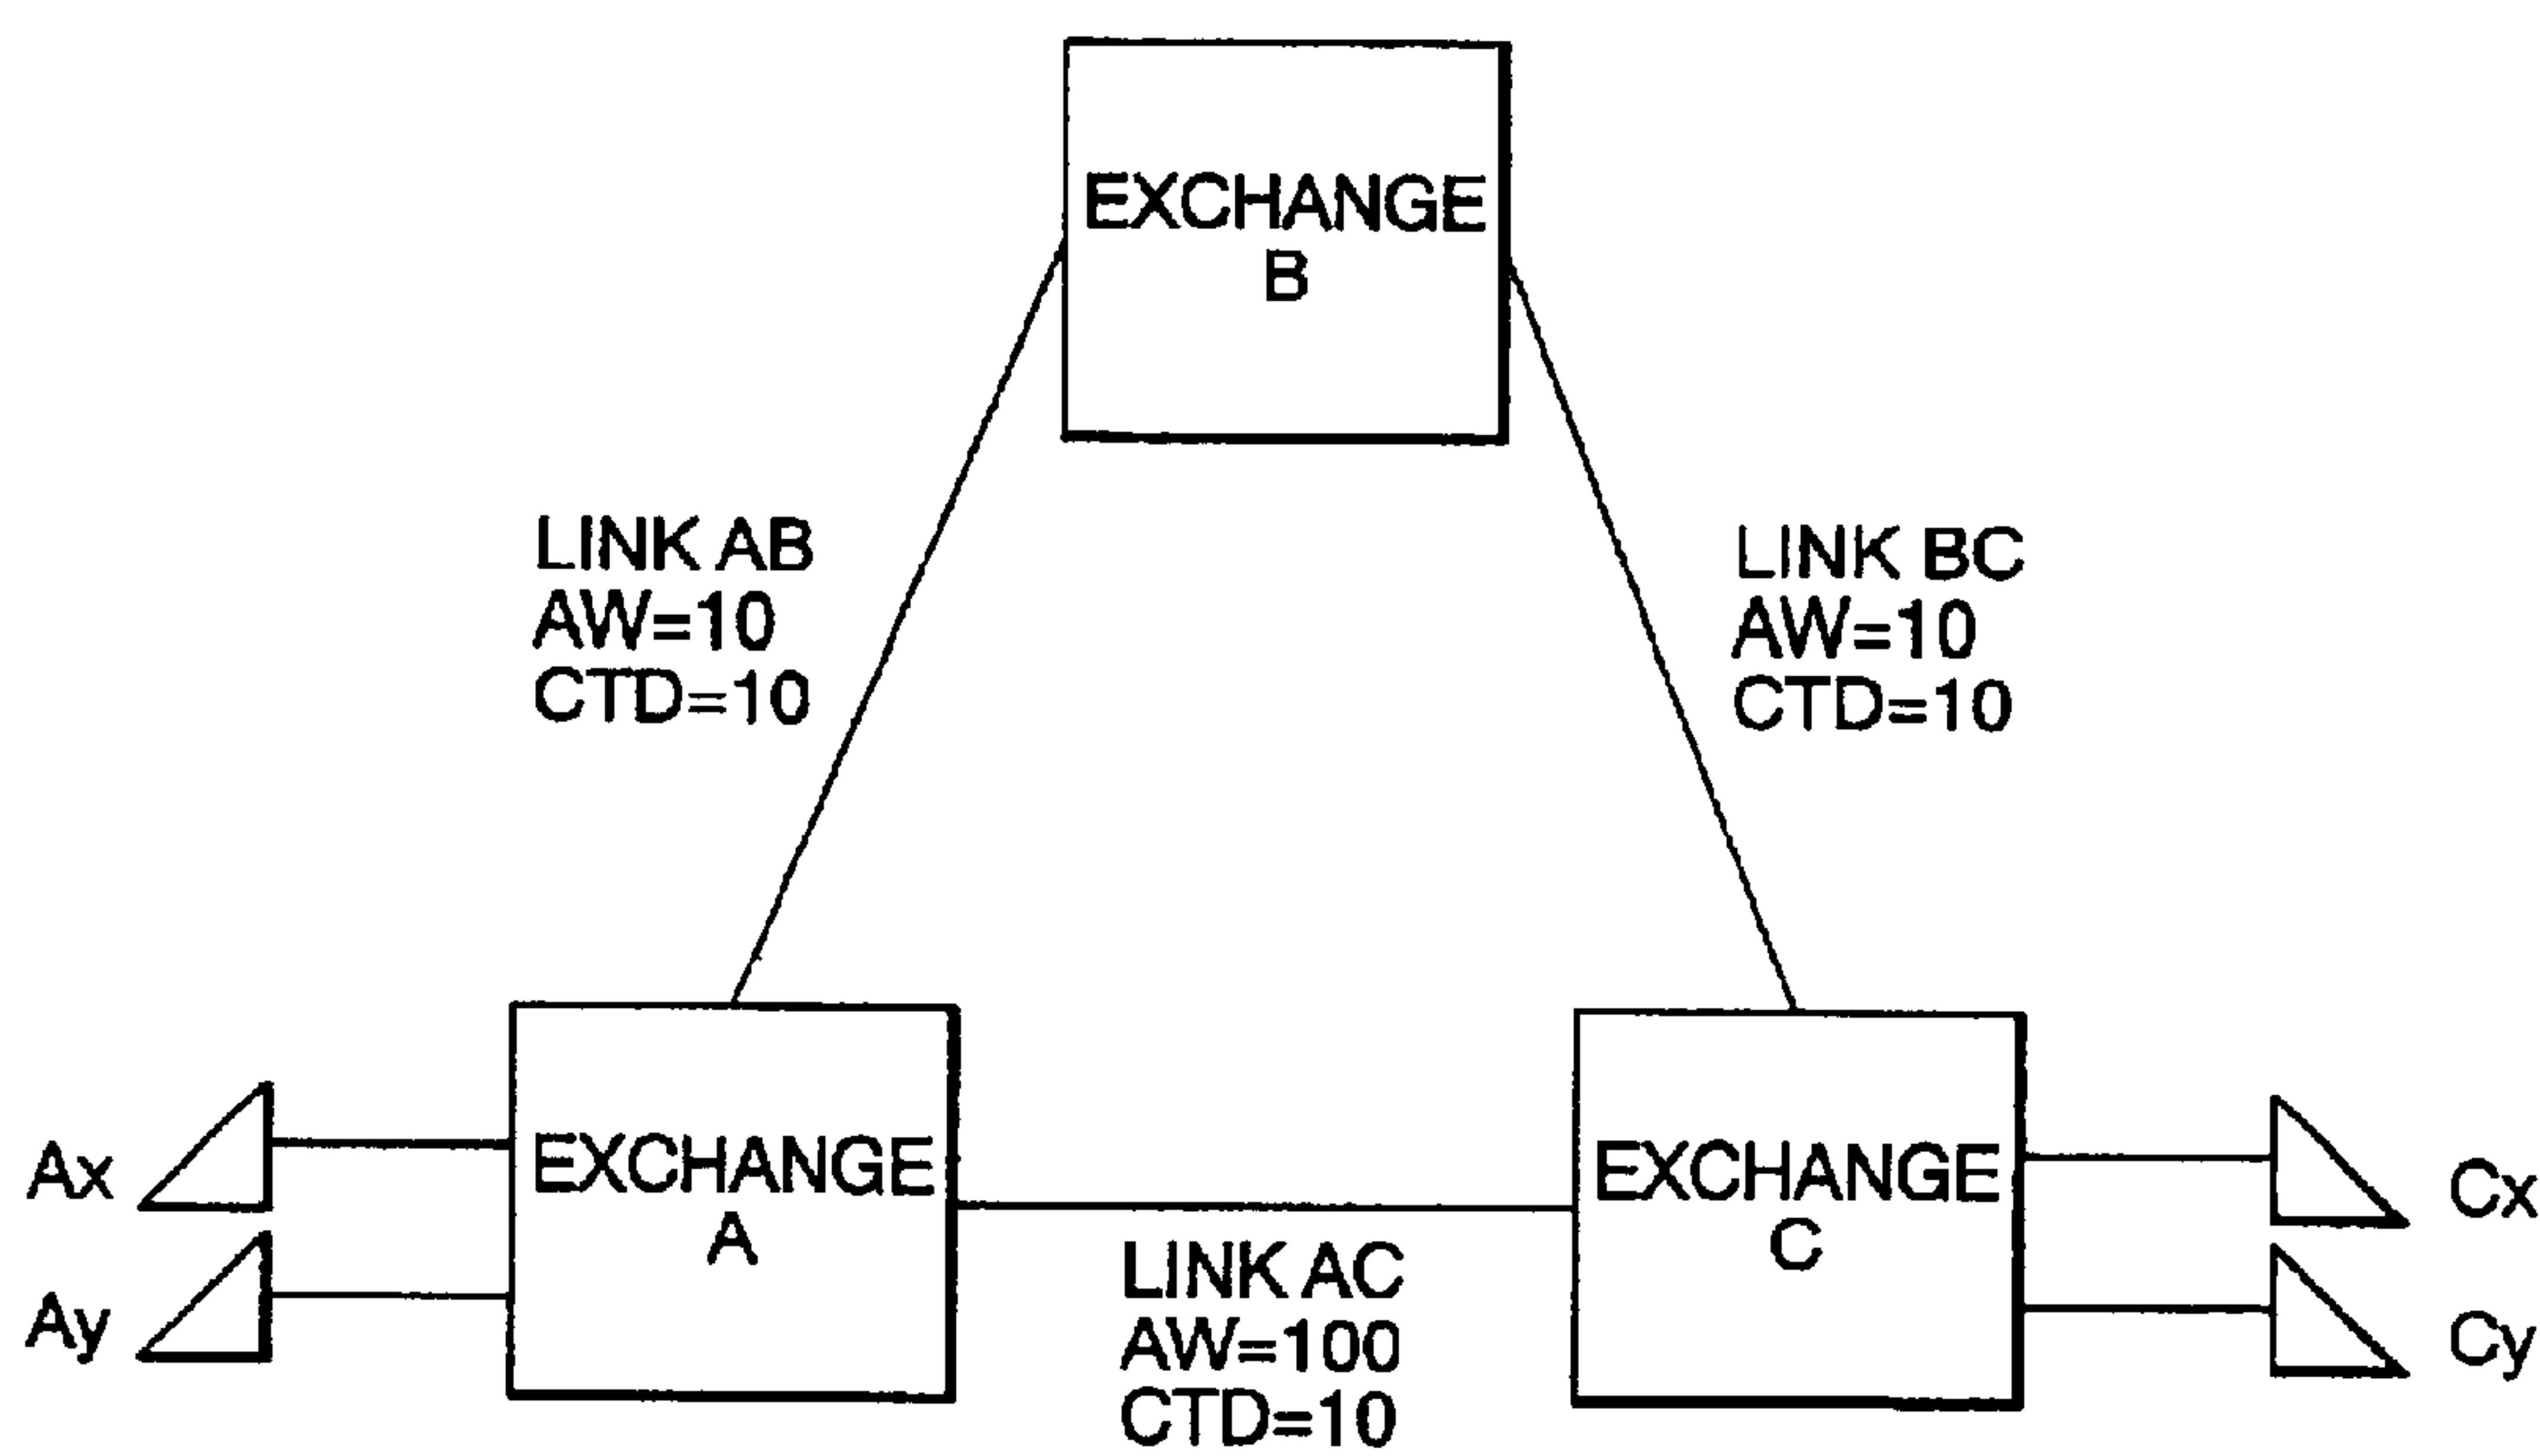 EXCHANGE
B
LINK AB
AW=10
CTD=10
LINK BC
AW=10
CTD=10
Ax
Ay
EXCHANGE
A
LINK AC
AW=100
CTD=10
EXCHANGE
C
Cx
Cy